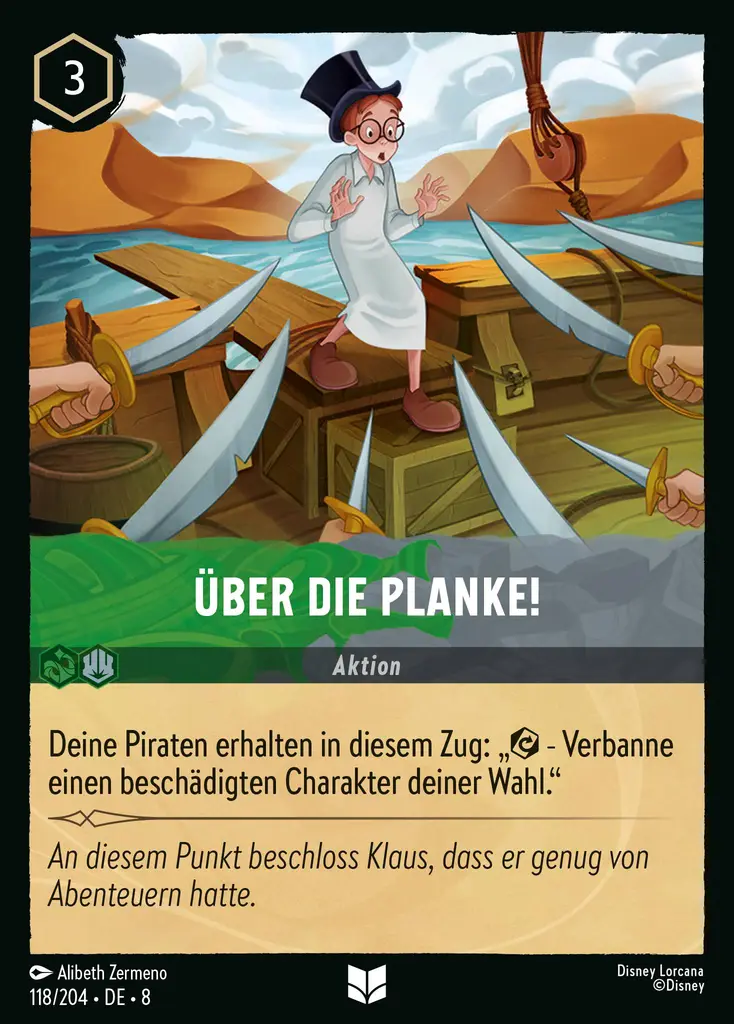 3
ÜBER DIE PLANKE!
Aktion
Deine Piraten erhalten in diesem Zug: „⟳ - Verbanne
einen beschädigten Charakter deiner Wahl.“
An diesem Punkt beschloss Klaus, dass er genug von
Abenteuern hatte.
Alibeth Zermeno
118/204 • DE • 8
Disney Lorcana
©Disney